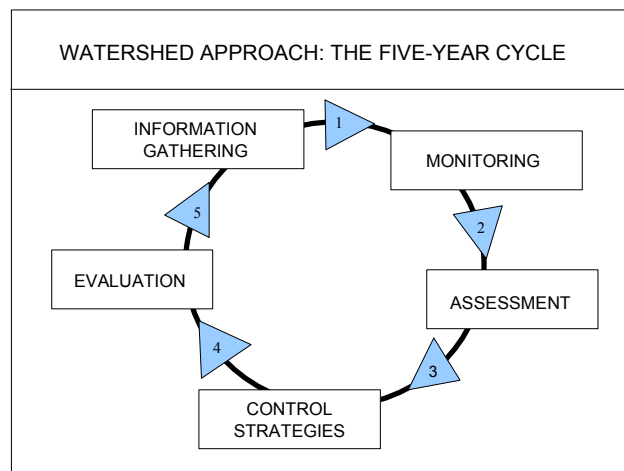 WATERSHED APPROACH: THE FIVE-YEAR CYCLE
INFORMATION
GATHERING
1
MONITORING
2
ASSESSMENT
3
CONTROL
STRATEGIES
4
EVALUATION
5